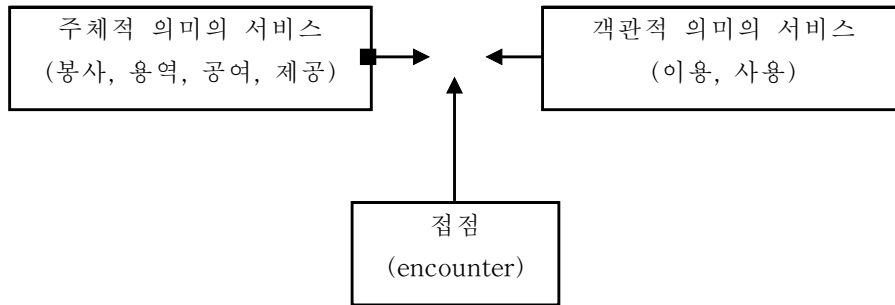 주체적 의미의 서비스
(봉사, 용역, 공여, 제공)
객관적 의미의 서비스
(이용, 사용)
접점
(encounter)